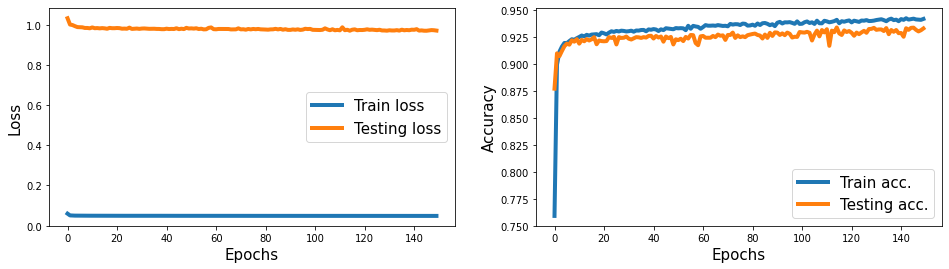 Loss
1.0
0.8
0.6
0.4
0.2
0.0
0 20 40 60 80 100 120 140
Epochs
Train loss
Testing loss
Accuracy
0.950
0.925
0.900
0.875
0.850
0.825
0.800
0.775
0.750
0 20 40 60 80 100 120 140
Epochs
Train acc.
Testing acc.